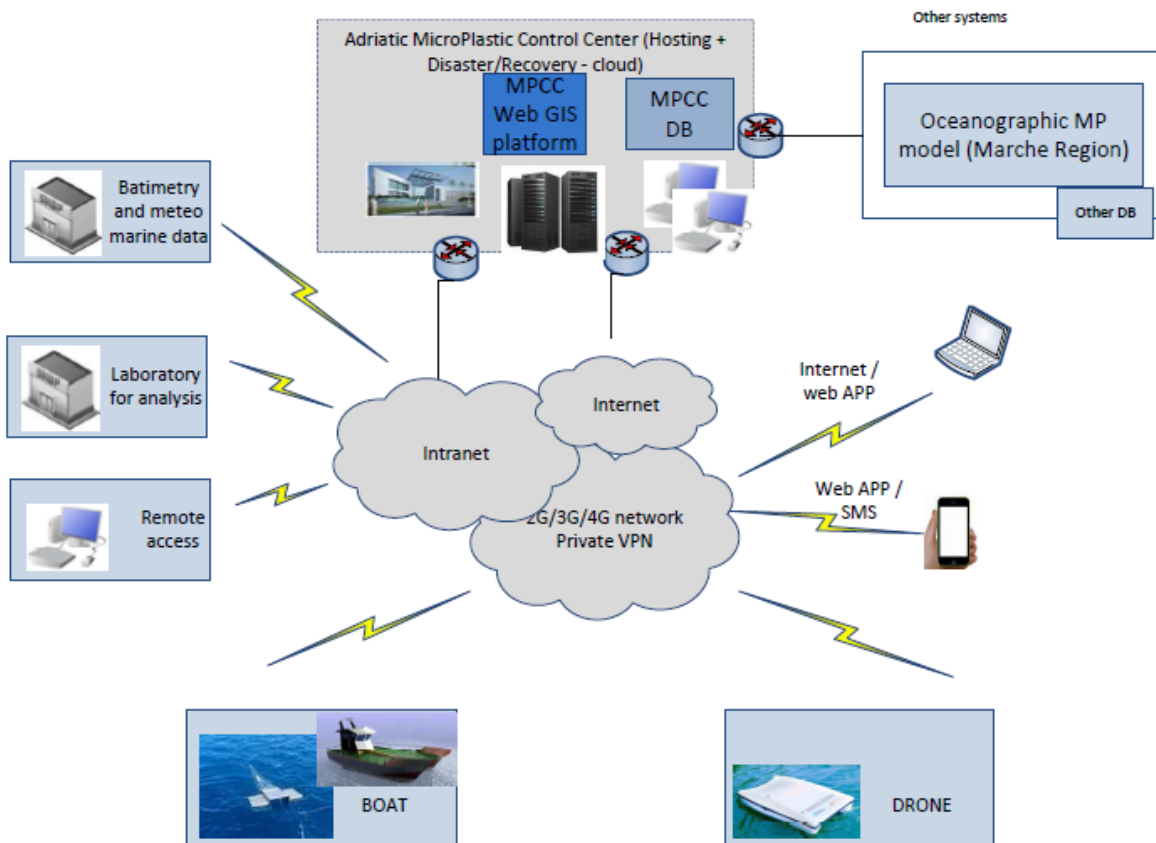 Other systems
Adriatic MicroPlastic Control Center (Hosting +
Disaster/Recovery - cloud)
MPCC
Web GIS
platform
MPCC
DB
Oceanographic MP
model (Marche Region)
Other DB
Batimetry
and meteo
marine data
Laboratory
for analysis
Remote
access
Intranet
Internet
2G/3G/4G network
Private VPN
Internet /
web APP
Web APP /
SMS
BOAT
DRONE